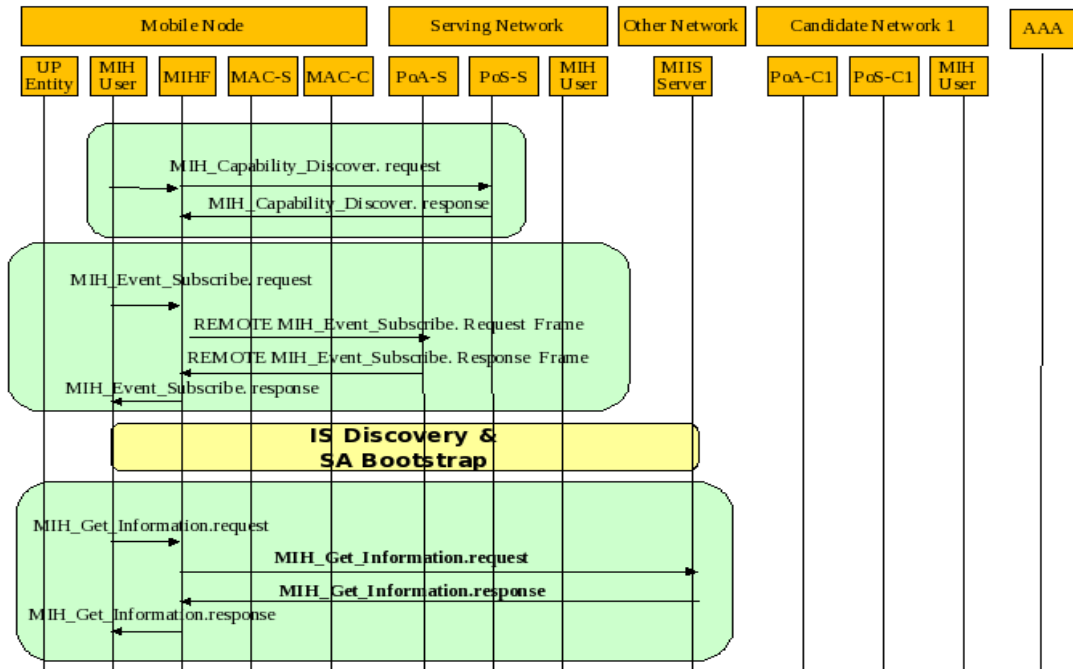 Mobile Node
Serving Network
Other Network
Candidate Network 1
AAA
UP
Entity
MIH
User
MIHF
MAC-S
MAC-C
PoA-S
PoS-S
MIH
User
MIIS
Server
PoA-C1
PoS-C1
MIH
User
MIH_Capability_Discover. request
MIH_Capability_Discover. response
MIH_Event_Subscribe. request
REMOTE MIH_Event_Subscribe. Request Frame
REMOTE MIH_Event_Subscribe. Response Frame
MIH_Event_Subscribe. response
IS Discovery &
SA Bootstrap
MIH_Get_Information.request
MIH_Get_Information.request
MIH_Get_Information.response
MIH_Get_Information.response